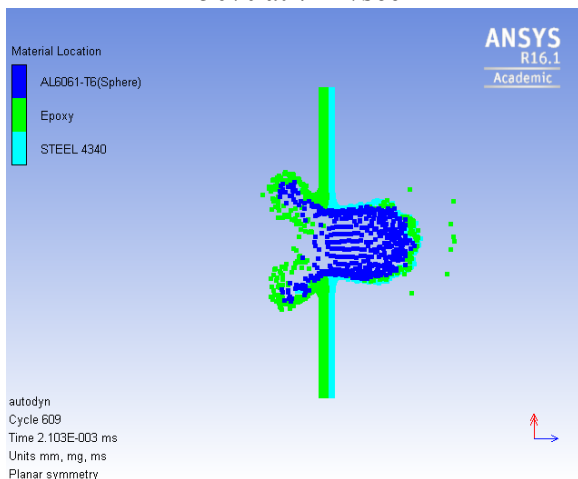 Material Location
AL6061-T6(Sphere)
Epoxy
STEEL 4340
ANSYS
R16.1
Academic
autodyn
Cycle 609
Time 2.103E-003 ms
Units mm, mg, ms
Planar symmetry